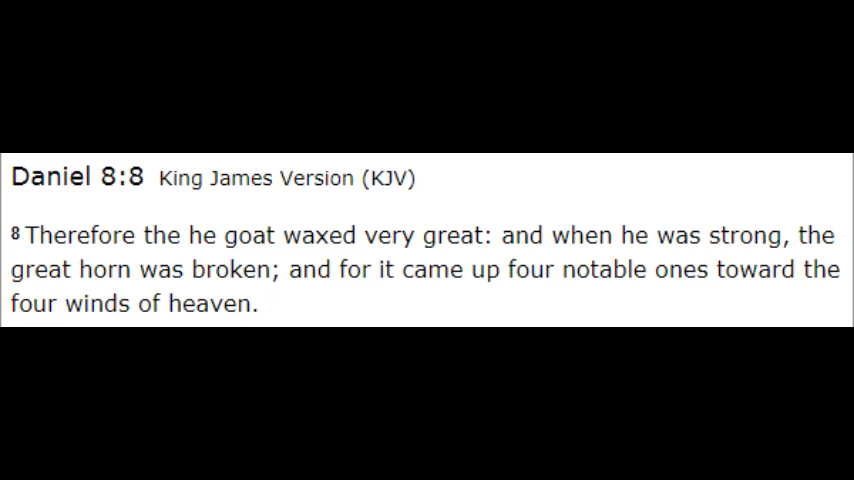 Daniel 8:8 King James Version (KJV)
8 Therefore the he goat waxed very great: and when he was strong, the
great horn was broken; and for it came up four notable ones toward the
four winds of heaven.